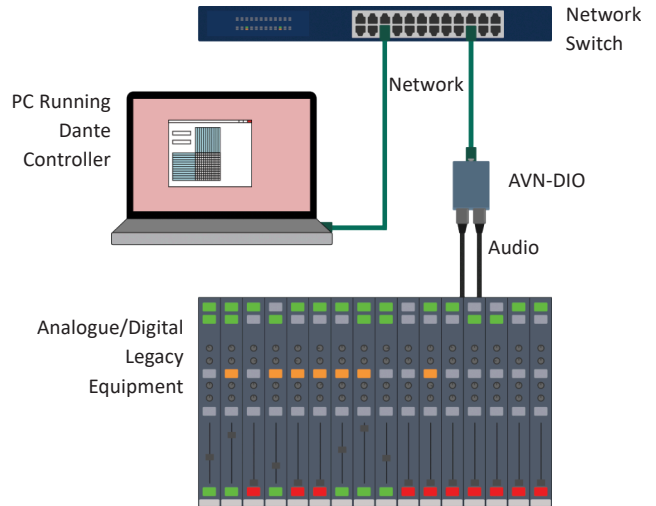 Network
Switch
Network
PC Running
Dante
Controller
AVN-DIO
Audio
Analogue/Digital
Legacy
Equipment